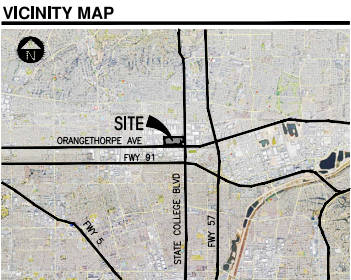 VICINITY MAP
N
SITE
ORANGETHORPE AVE
FWY 91
STATE COLLEGE BLVD
FWY 57
FWY 5